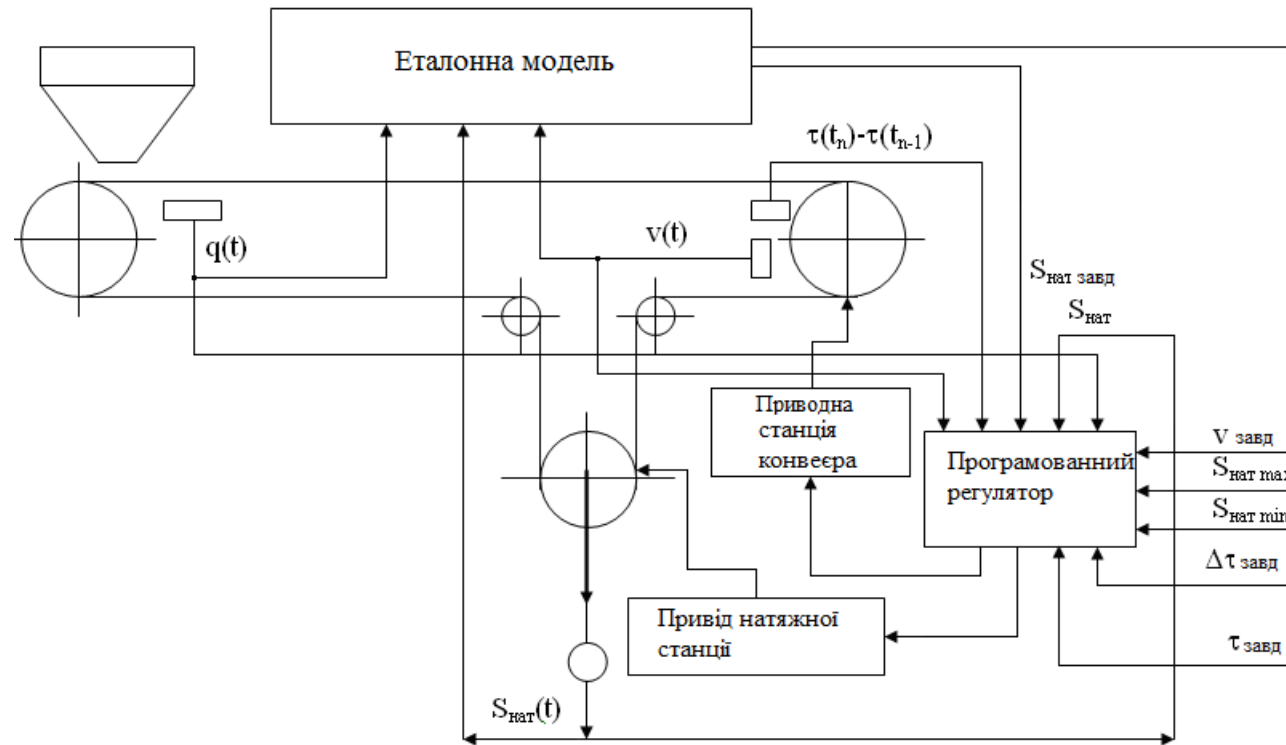 Еталонна модель
τ(tn)-τ(tn-1)
q(t)
v(t)
Sнат завд
Sнат
Приводна
станція
конвеєра
Програмованний
регулятор
v завд
Sнат max
Sнат min
Δτ завд
τ завд
Привід натяжної
станції
Sнат(t)